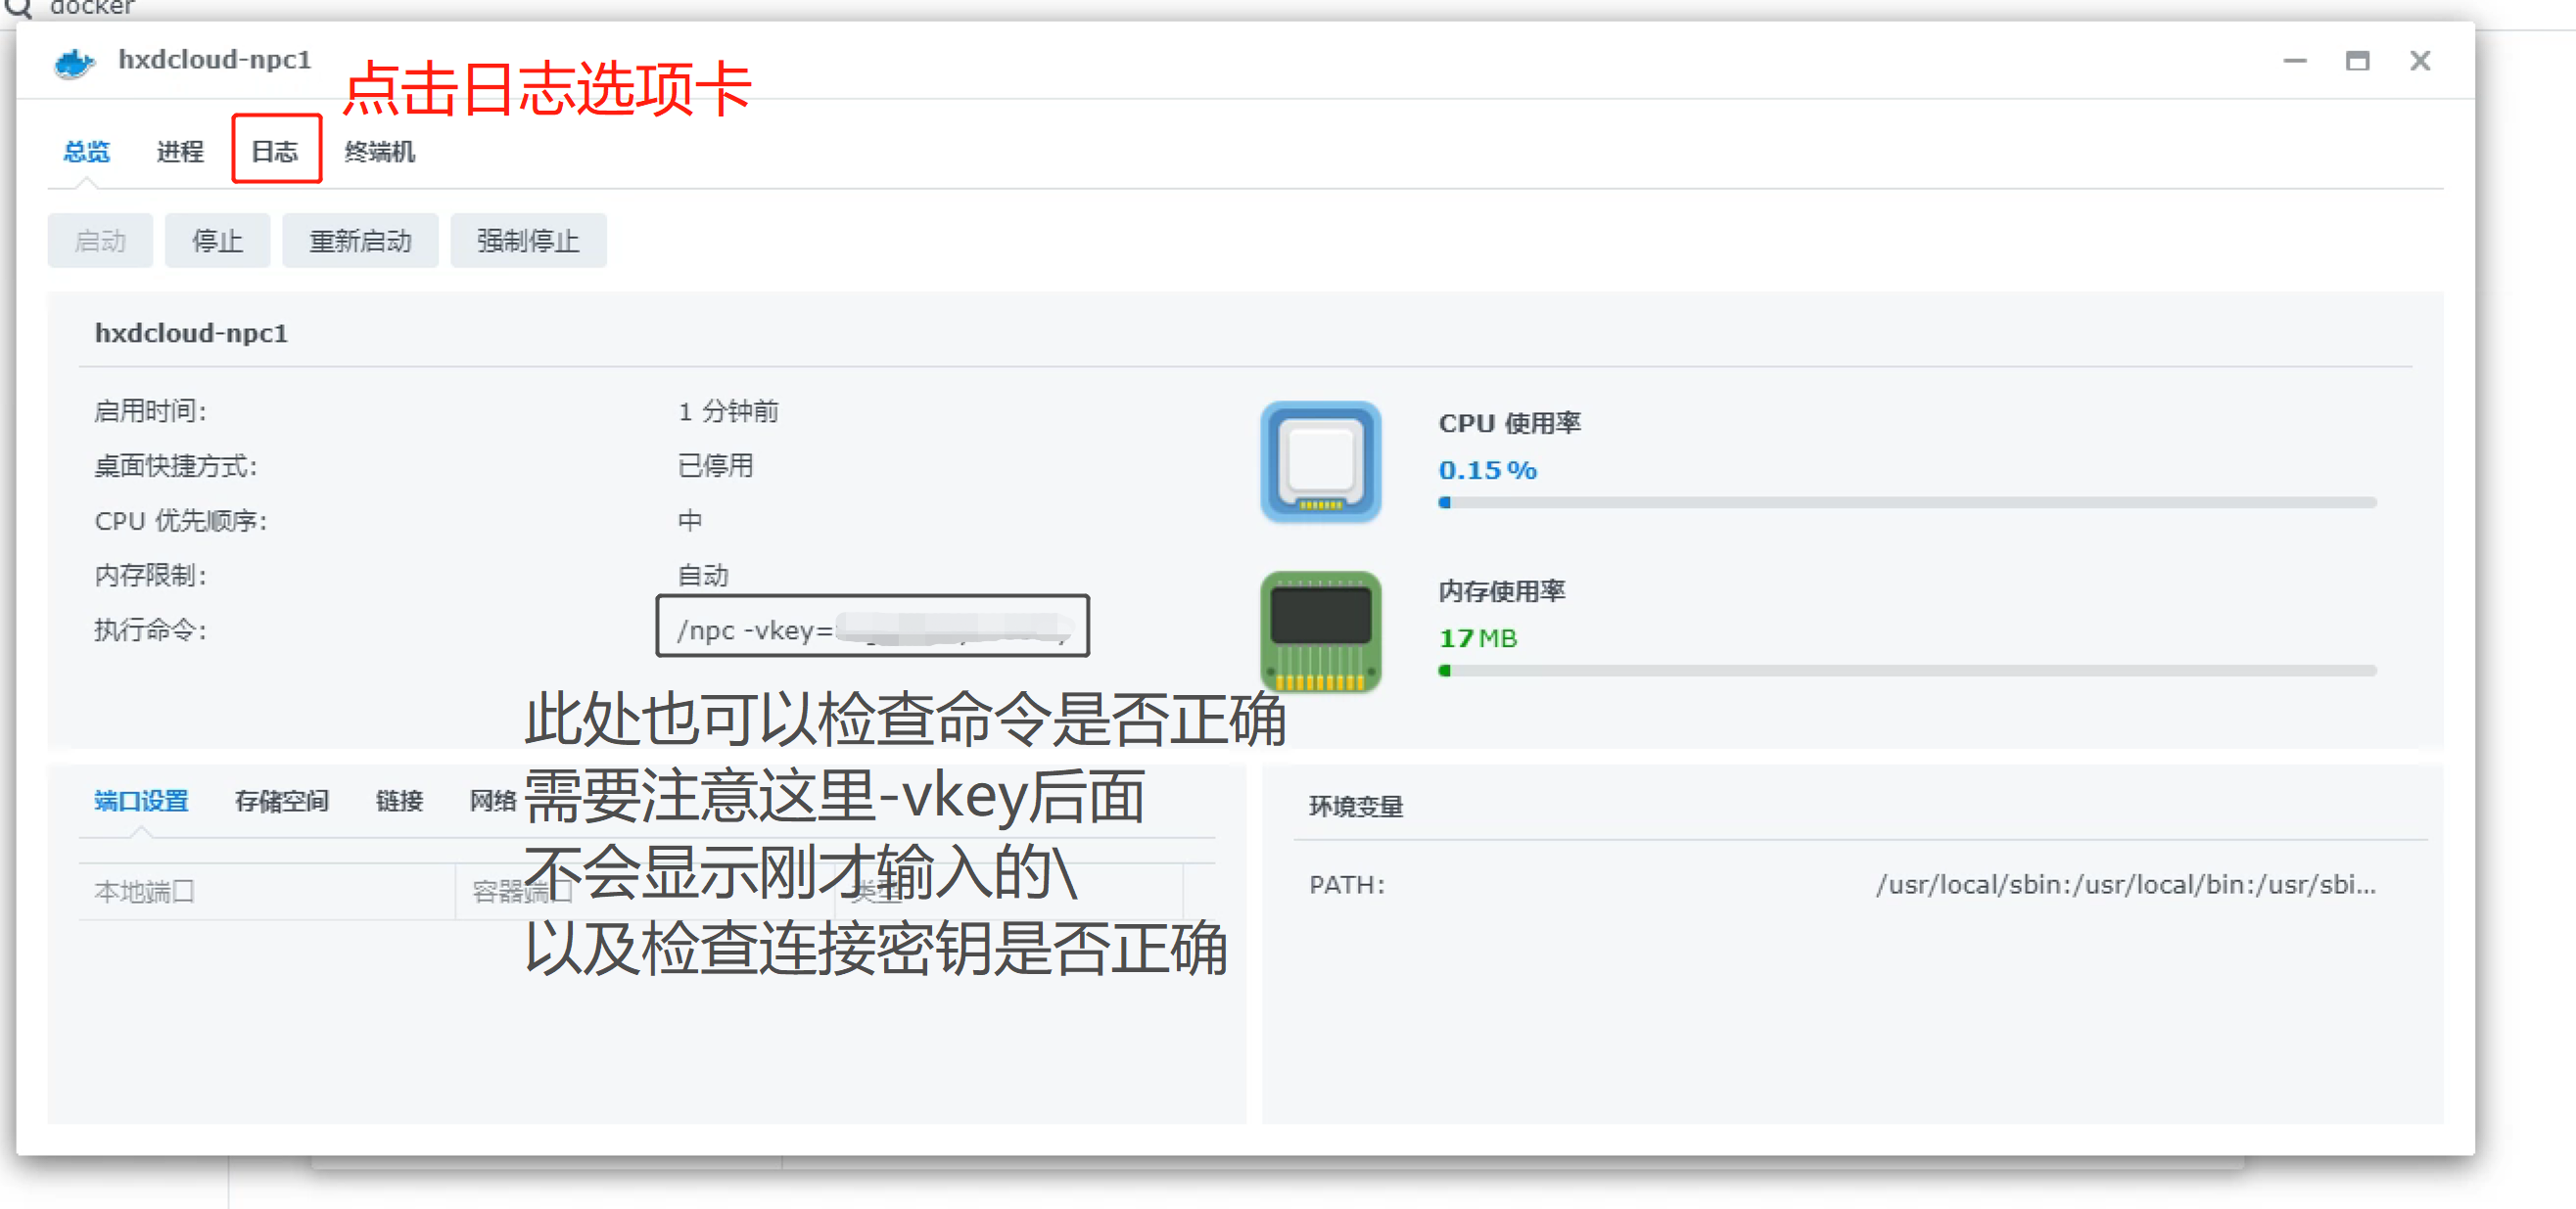 docker
hxdcloud-npc1
点击日志选项卡
总览 进程 日志 终端机
启动 停止 重新启动 强制停止
hxdcloud-npc1
启用时间: 1 分钟前
桌面快捷方式: 已停用
CPU 优先顺序: 中
内存限制: 自动
执行命令: /npc -vkey=
CPU 使用率
0.15%
内存使用率
17MB
此处也可以检查命令是否正确
需要注意这里-vkey后面
不会显示刚才输入的\
以及检查连接密钥是否正确
端口设置 存储空间 链接 网络
本地端口 容器端口 类型
环境变量
PATH: /usr/local/sbin:/usr/local/bin:/usr/sbi...